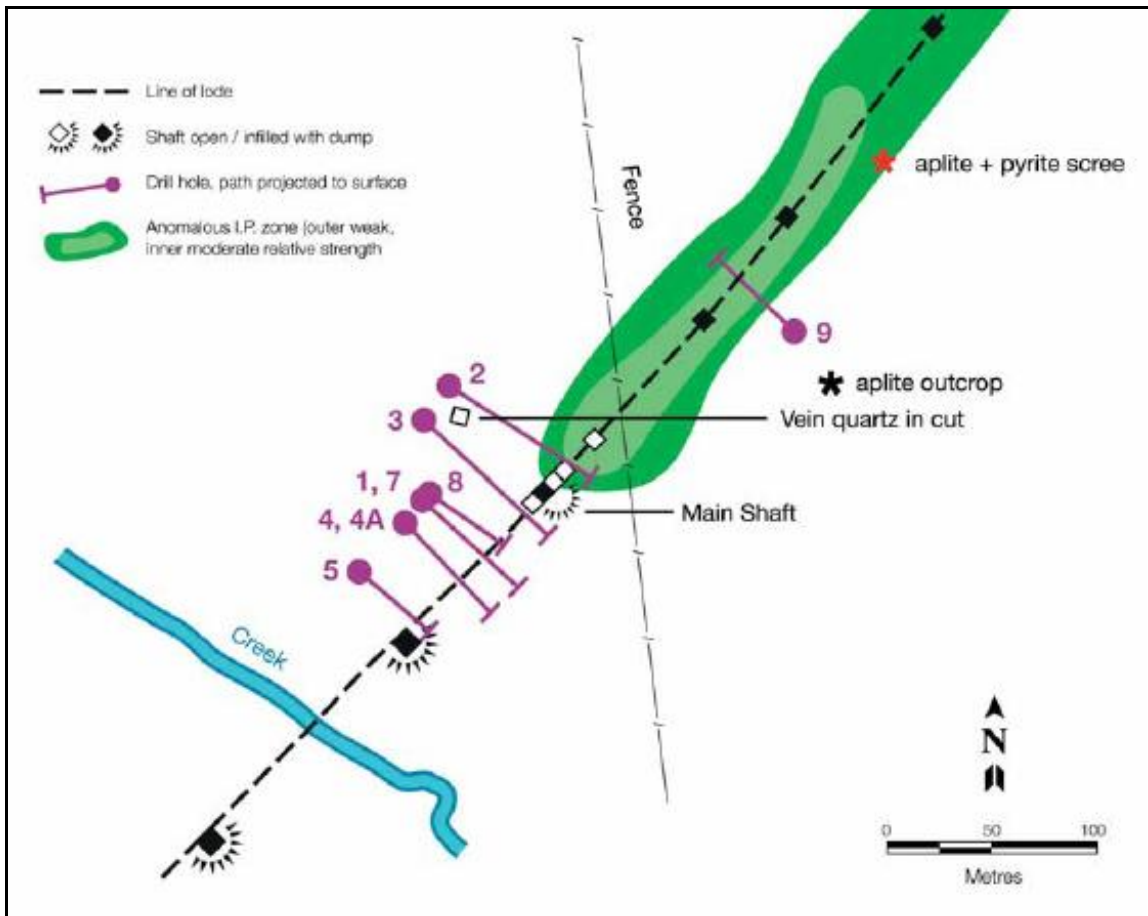 Line of lode
Shaft open / infilled with dump
Drill hole, path projected to surface
Anomalous I.P. zone (outer weak,
inner moderate relative strength
Fence
aplite + pyrite scree
9
aplite outcrop
2
Vein quartz in cut
3
1, 7
8
4, 4A
Main Shaft
5
Creek
N
0 50 100
Metres